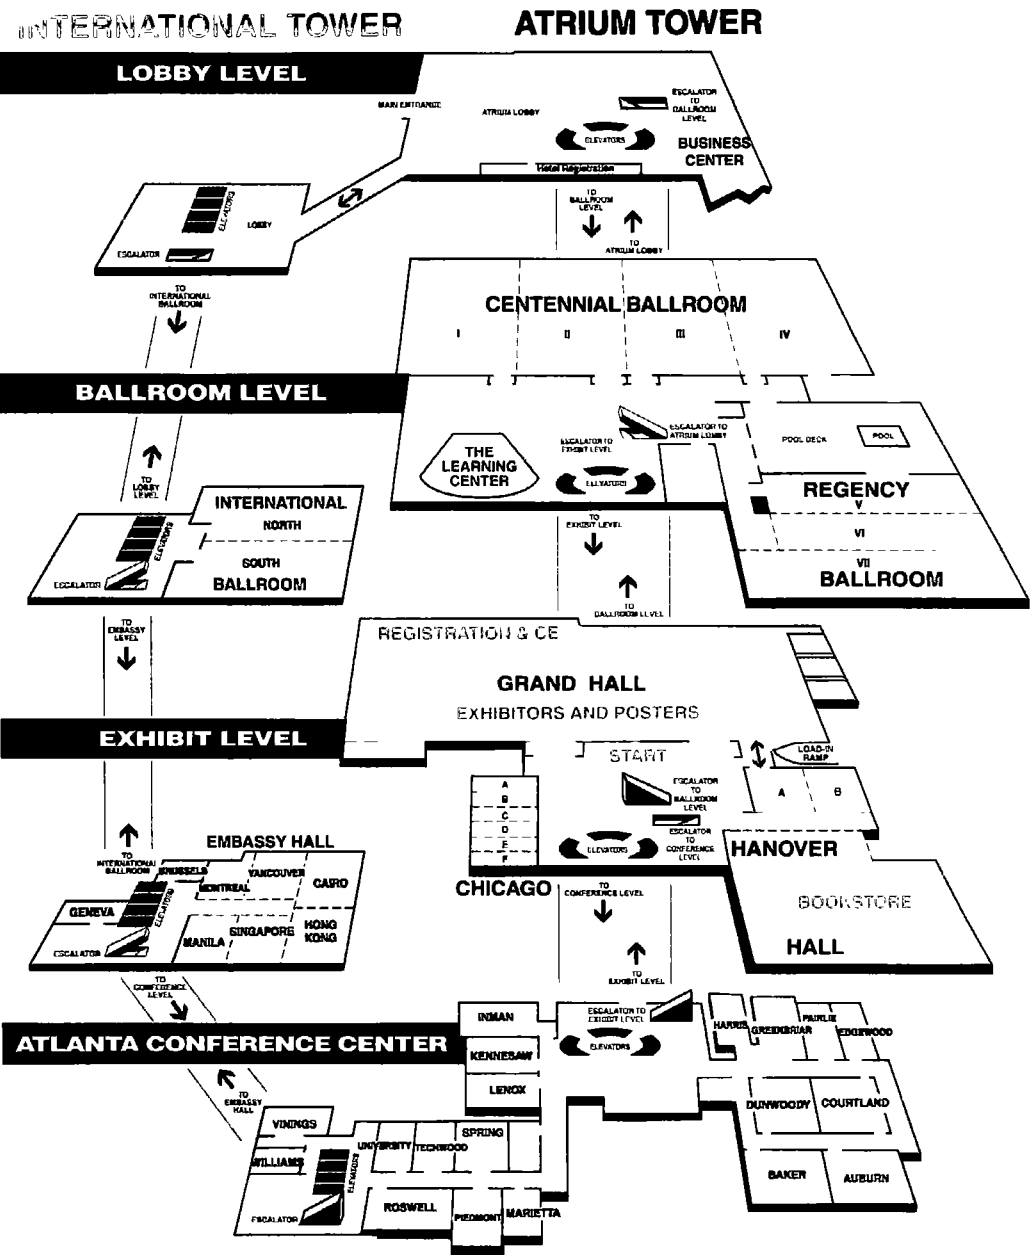 INTERNATIONAL TOWER
ATRIUM TOWER
LOBBY LEVEL
MAIN ENTRANCE
ATRIUM LOBBY
ESCALATOR
TO
BALLROOM
LEVEL
ELEVATORS
BUSINESS
CENTER
Hotel Registration
ELEVATORS
LOBBY
ESCALATOR
TO
BALLROOM
LEVEL
TO
ATRIUM LOBBY
TO
INTERNATIONAL
BALLROOM
CENTENNIAL BALLROOM
I
II
III
IV
BALLROOM LEVEL
ESCALATOR TO
ATRIUM LOBBY
ESCALATOR TO
EXHIBIT LEVEL
ELEVATORS
POOL DECK
POOL
THE
LEARNING
CENTER
REGENCY
V
VI
VII
BALLROOM
TO
LOBBY
LEVEL
INTERNATIONAL
NORTH
SOUTH
BALLROOM
ELEVATORS
ESCALATOR
TO
EXHIBIT LEVEL
TO
BALLROOM LEVEL
TO
EMBASSY
LEVEL
REGISTRATION & CE
GRAND HALL
EXHIBITORS AND POSTERS
EXHIBIT LEVEL
START
LOAD-IN
RAMP
ESCALATOR
TO
BALLROOM
LEVEL
A
B
C
D
E
F
A
B
ESCALATOR
TO
CONFERENCE
LEVEL
ELEVATORS
HANOVER
CHICAGO
BOOKSTORE
HALL
TO
INTERNATIONAL
BALLROOM
EMBASSY HALL
BRUSSELS
MONTREAL
VANCOUVER
CAIRO
GENEVA
ELEVATORS
MANILA
SINGAPORE
HONG
KONG
ESCALATOR
TO
CONFERENCE LEVEL
TO
EXHIBIT LEVEL
TO
CONFERENCE
LEVEL
ATLANTA CONFERENCE CENTER
INMAN
KENNESAW
LENOX
ESCALATOR TO
EXHIBIT LEVEL
ELEVATORS
HARRIS
GREENBRIAR
FAIRLIE
EDGEWOOD
DUNWOODY
COURTLAND
BAKER
AUBURN
TO
EMBASSY
HALL
VININGS
WILLIAMS
ELEVATORS
UNIVERSITY
TECHWOOD
SPRING
ROSWELL
PIEDMONT
MARIETTA
ESCALATOR